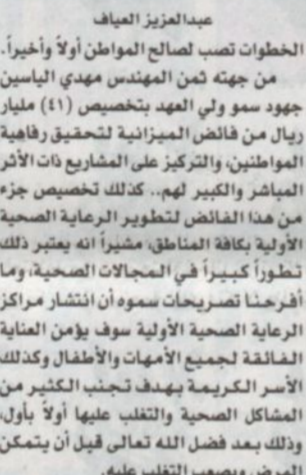 عبدالعزيز العياف
الخطوات تصب لصالح المواطن أولاً وأخيراً.
من جهته ثمن المهندس مهدي الياسين
جهود سمو ولي العهد بتخصيص (٤١) مليار
ريال من فائض الميزانية لتحقيق رفاهية
المواطنين، والتركيز على المشاريع ذات الأثر
المباشر والكبير لهم.. كذلك تخصيص جزء
من هذا الفائض لتطوير الرعاية الصحية
الأولية بكافة المناطق، مشيراً انه يعتبر ذلك
تطوراً كبيراً في المجالات الصحية، وما
أفرحنا تصريحات سموه أن انتشار مراكز
الرعاية الصحية الأولية سوف يؤمن العناية
الفائقة لجميع الأمهات والأطفال وكذلك
الأسر الكريمة بهدف تجنب الكثير من
المشاكل الصحية والتغلب عليها أولاً بأول،
وذلك بعد فضل الله تعالى قبل أن يتمكن
المرض ويصعب التغلب عليه.